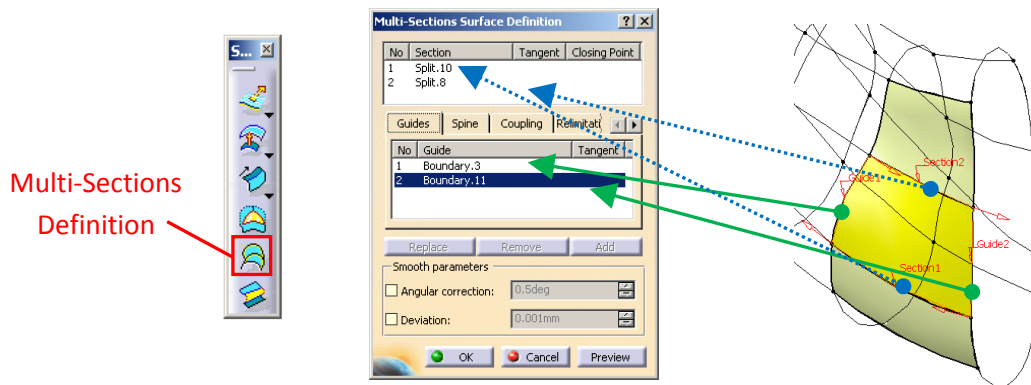 S...
Multi-Sections
Definition
Multi-Sections Surface Definition
No Section Tangent Closing Point
1 Split.10
2 Split.8
Guides Spine Coupling Relimitati
No Guide Tangent
1 Boundary.3
2 Boundary.11
Replace Remove Add
Smooth parameters
Angular correction: 0.5deg
Deviation: 0.001mm
OK Cancel Preview
Section2
Guide1
Guide2
Section1